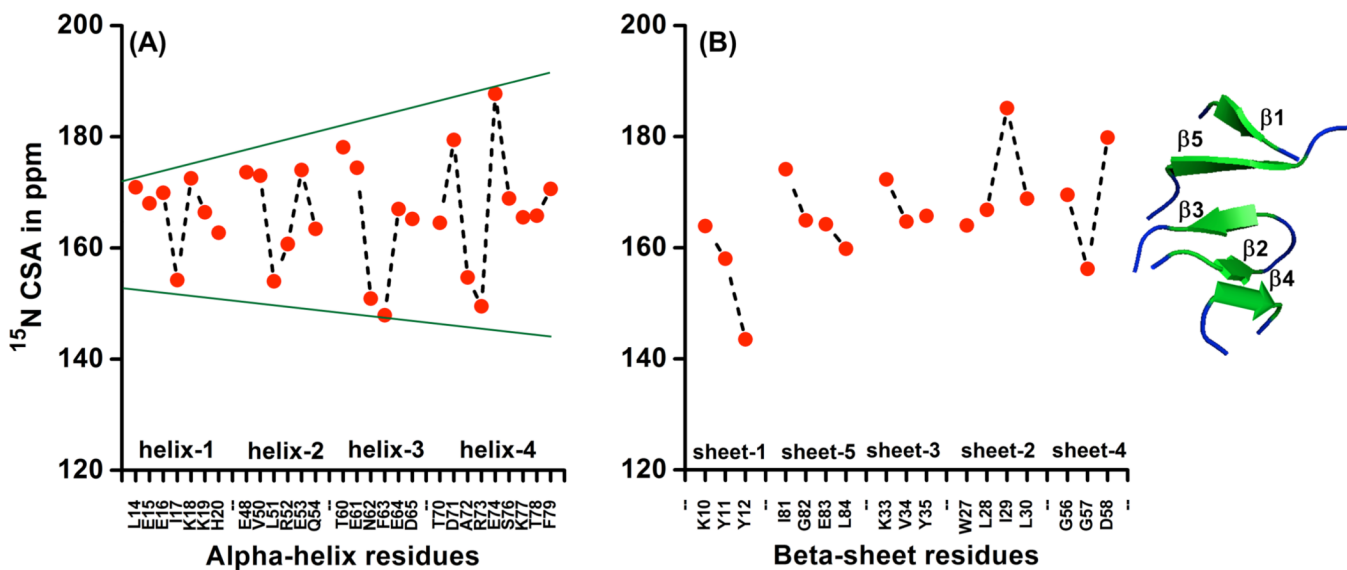 (A)
15N CSA in ppm
200
180
160
140
120
helix-1 helix-2 helix-3 helix-4
L14 E15 E16 I17 K18 K19 H20 -- E48 V50 L51 R52 E53 Q54 -- T60 E61 N62 F63 E64 D65 -- T70 D71 A72 R73 E74 S76 K77 T78 F79
Alpha-helix residues
(B)
200
180
160
140
120
sheet-1 sheet-5 sheet-3 sheet-2 sheet-4
-- K10 Y11 Y12 -- I81 G82 E83 L84 -- K33 V34 Y35 -- W27 L28 I29 L30 -- G56 G57 D58 --
Beta-sheet residues
β1
β5
β3
β2
β4